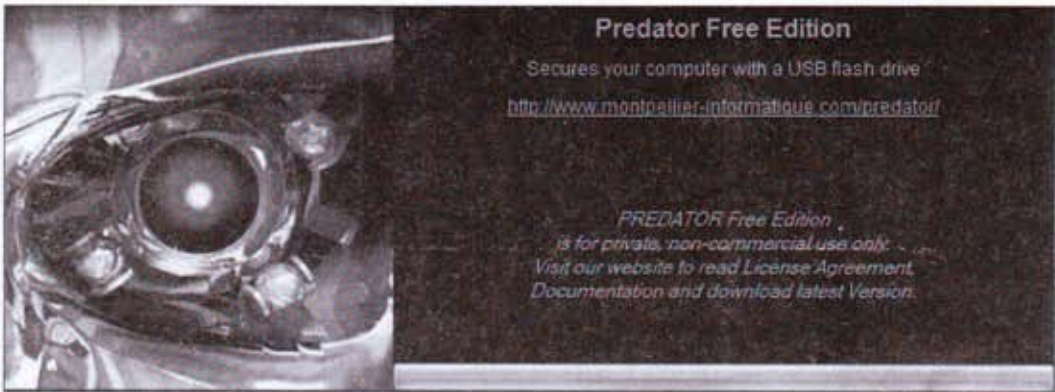 Predator Free Edition
Secures your computer with a USB flash drive
http://www.montpellier-informatique.com/predator/
PREDATOR Free Edition
is for private, non-commercial use only.
Visit our website to read License Agreement,
Documentation and download latest Version.